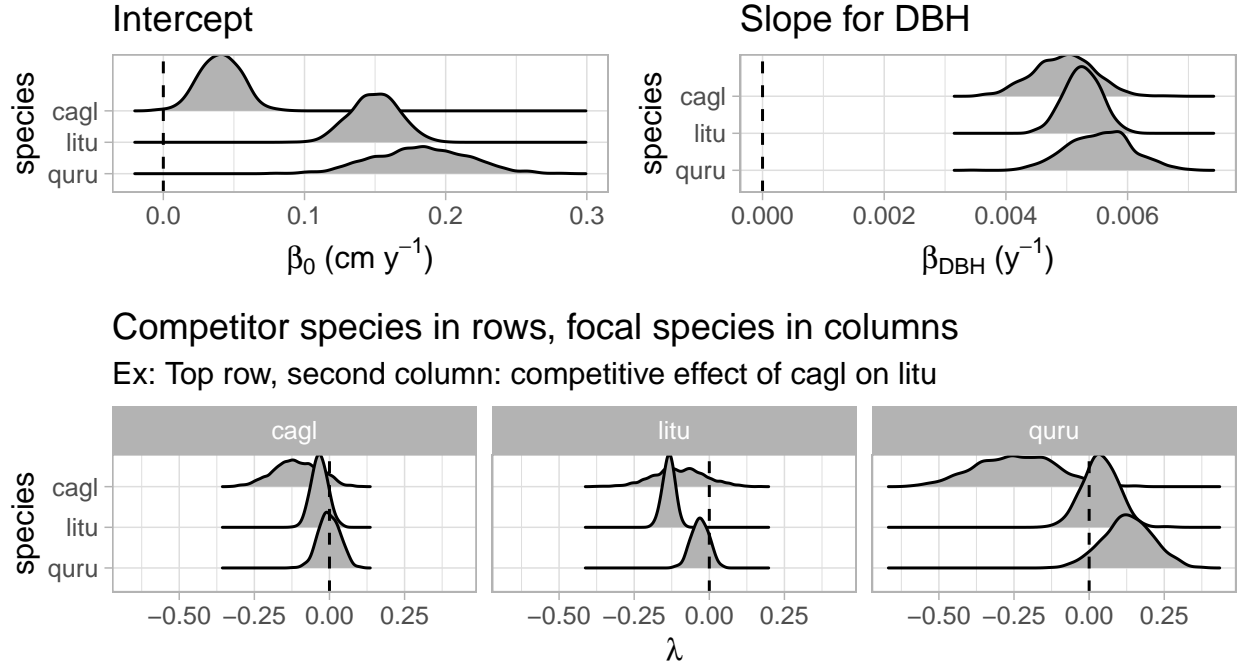 Intercept
Slope for DBH
species
cagl
litu
quru
0.0 0.1 0.2 0.3
β₀ (cm y⁻¹)
species
cagl
litu
quru
0.000 0.002 0.004 0.006
β_DBH (y⁻¹)
Competitor species in rows, focal species in columns
Ex: Top row, second column: competitive effect of cagl on litu
cagl litu quru
species
cagl
litu
quru
−0.50 −0.25 0.00 0.25 −0.50 −0.25 0.00 0.25 −0.50 −0.25 0.00 0.25
λ